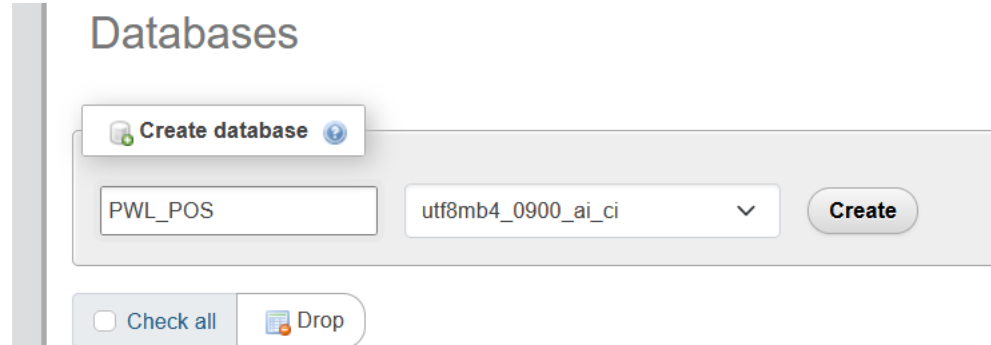 Databases
Create database
PWL_POS utf8mb4_0900_ai_ci Create
Check all Drop